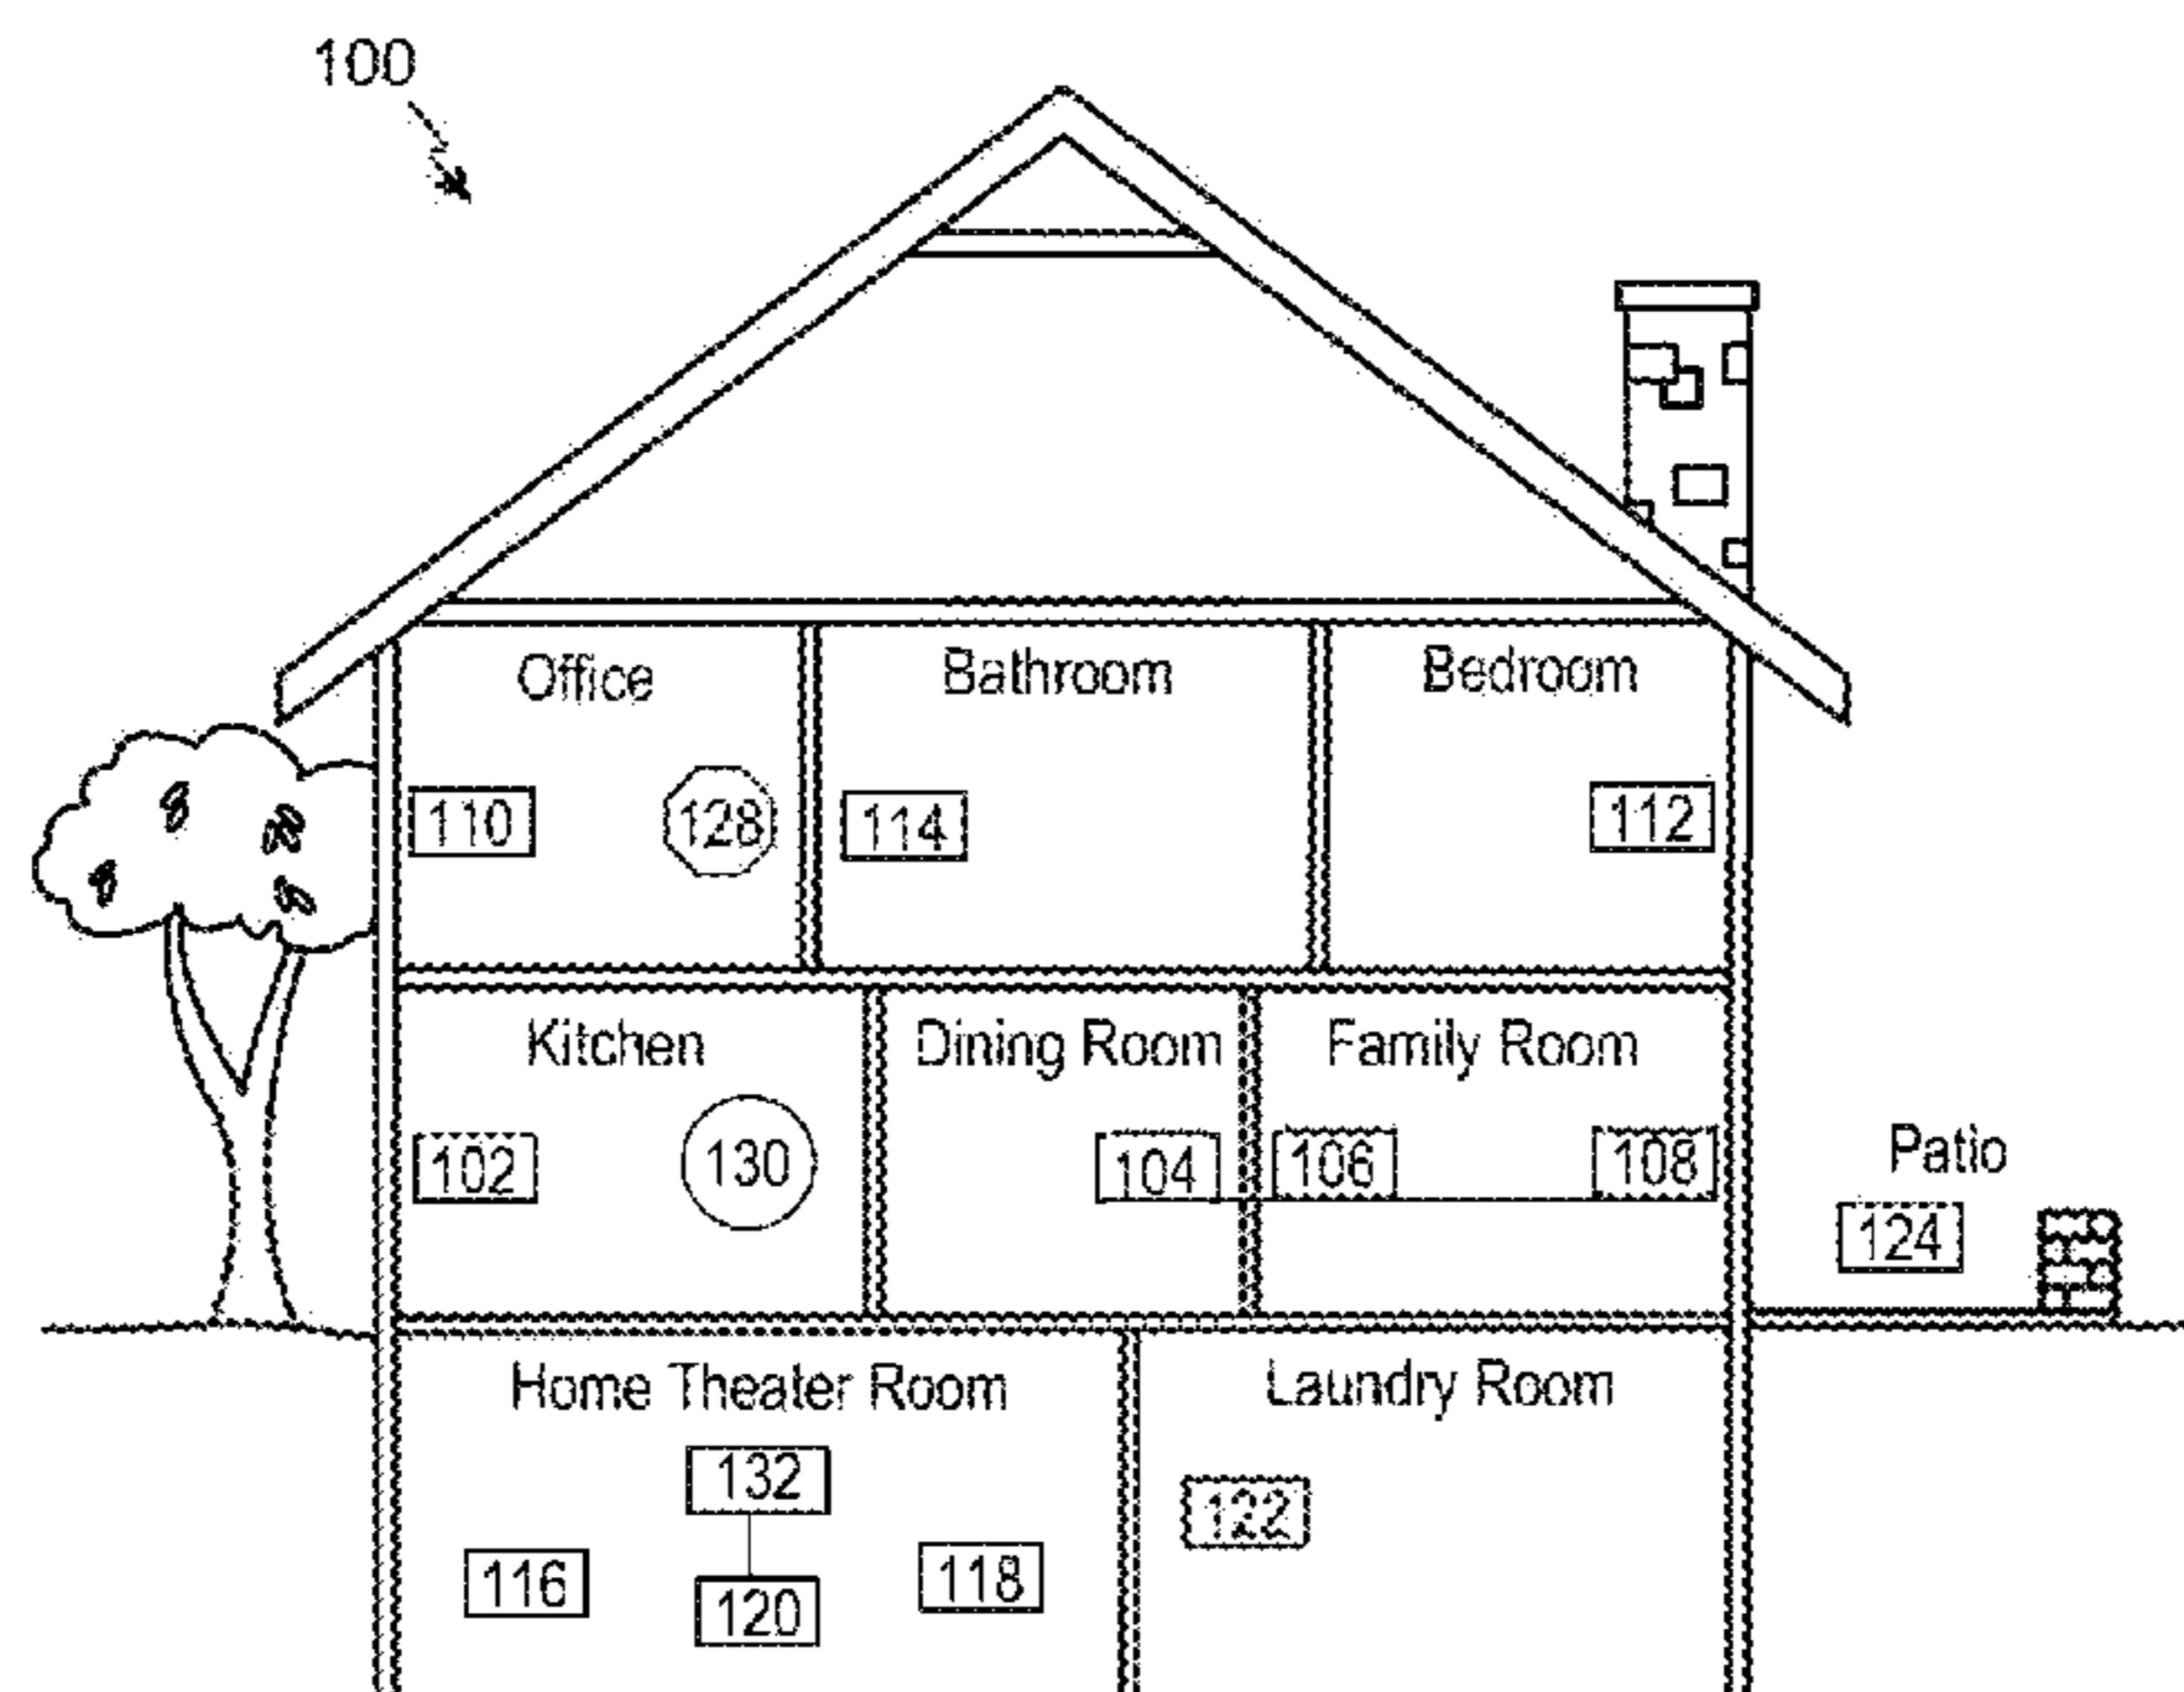 100
Office
Bathroom
Bedroom
110
128
114
112
Kitchen
Dining Room
Family Room
102
130
104
106
108
Patio
124
Home Theater Room
Laundry Room
132
122
116
120
118